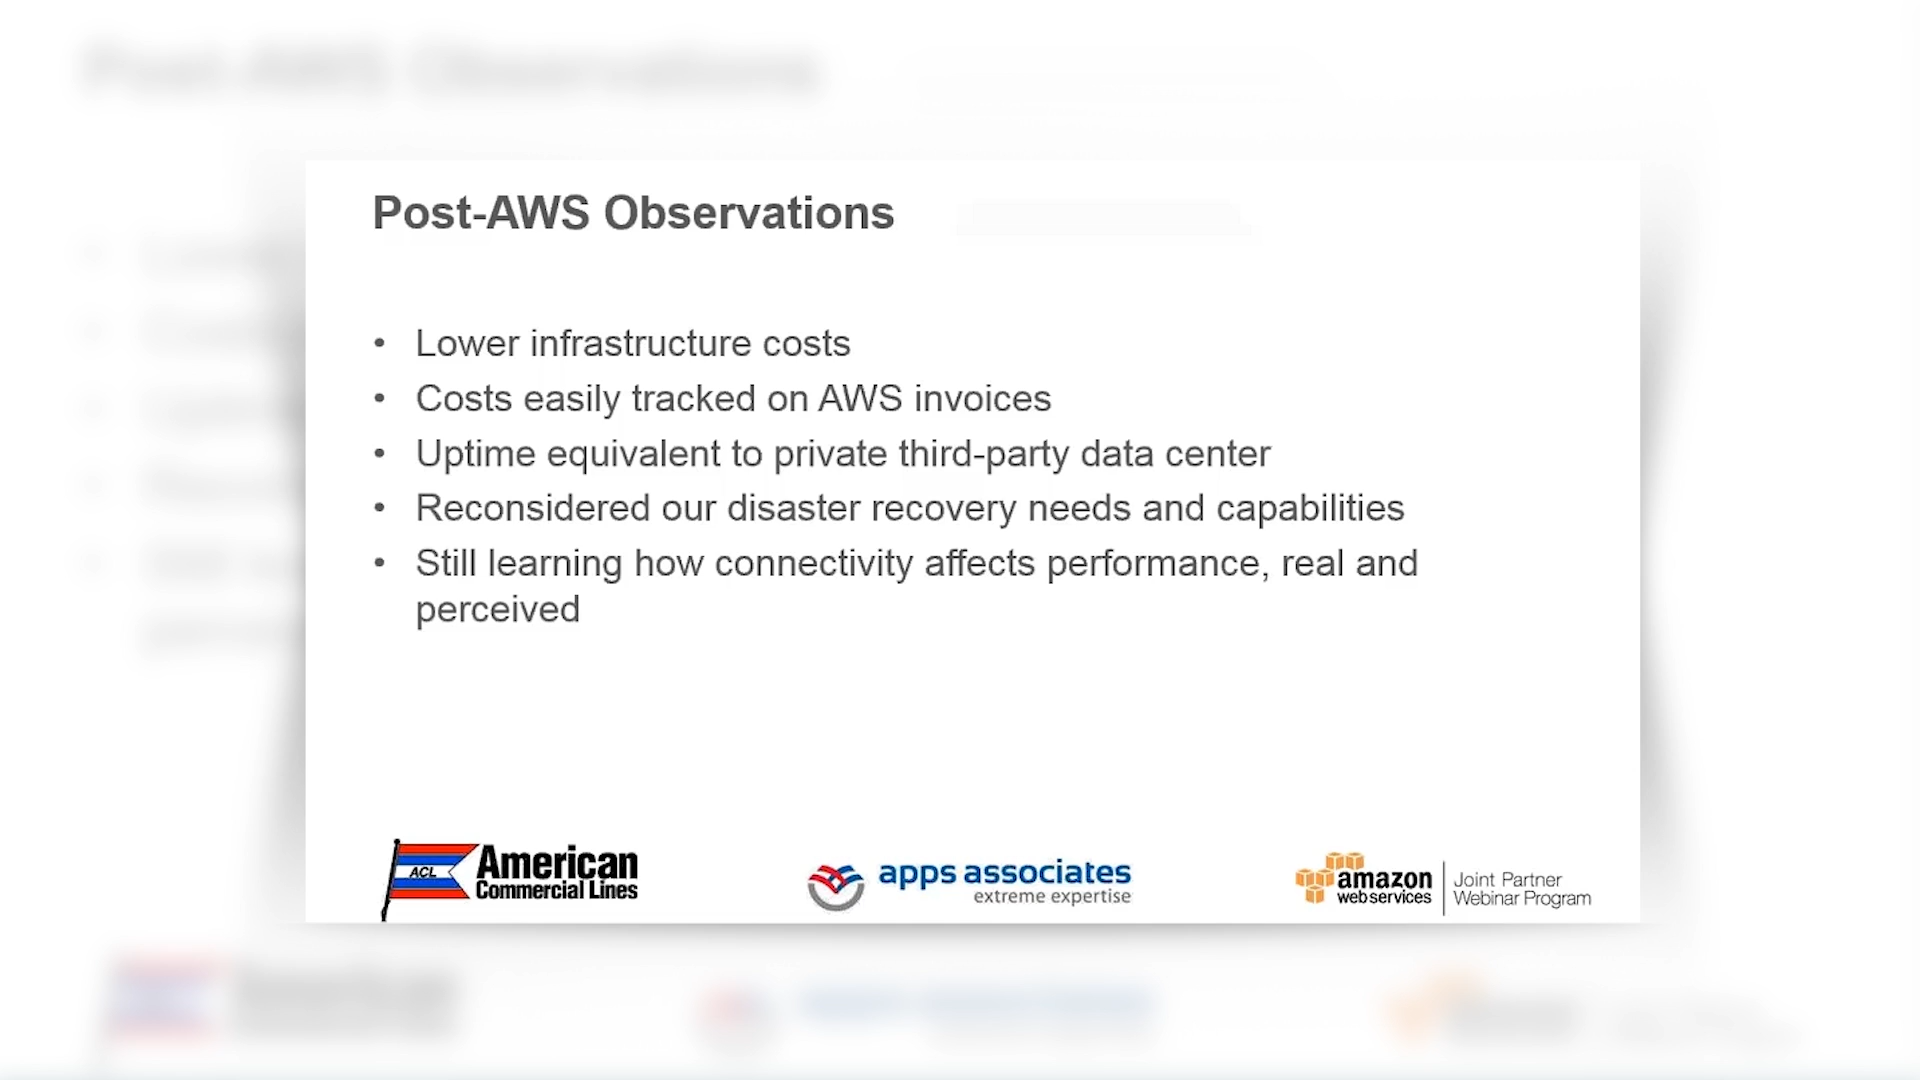 Post-AWS Observations
• Lower infrastructure costs
• Costs easily tracked on AWS invoices
• Uptime equivalent to private third-party data center
• Reconsidered our disaster recovery needs and capabilities
• Still learning how connectivity affects performance, real and
perceived
ACL
American
Commercial Lines
apps associates
extreme expertise
amazon
webservices
Joint Partner
Webinar Program